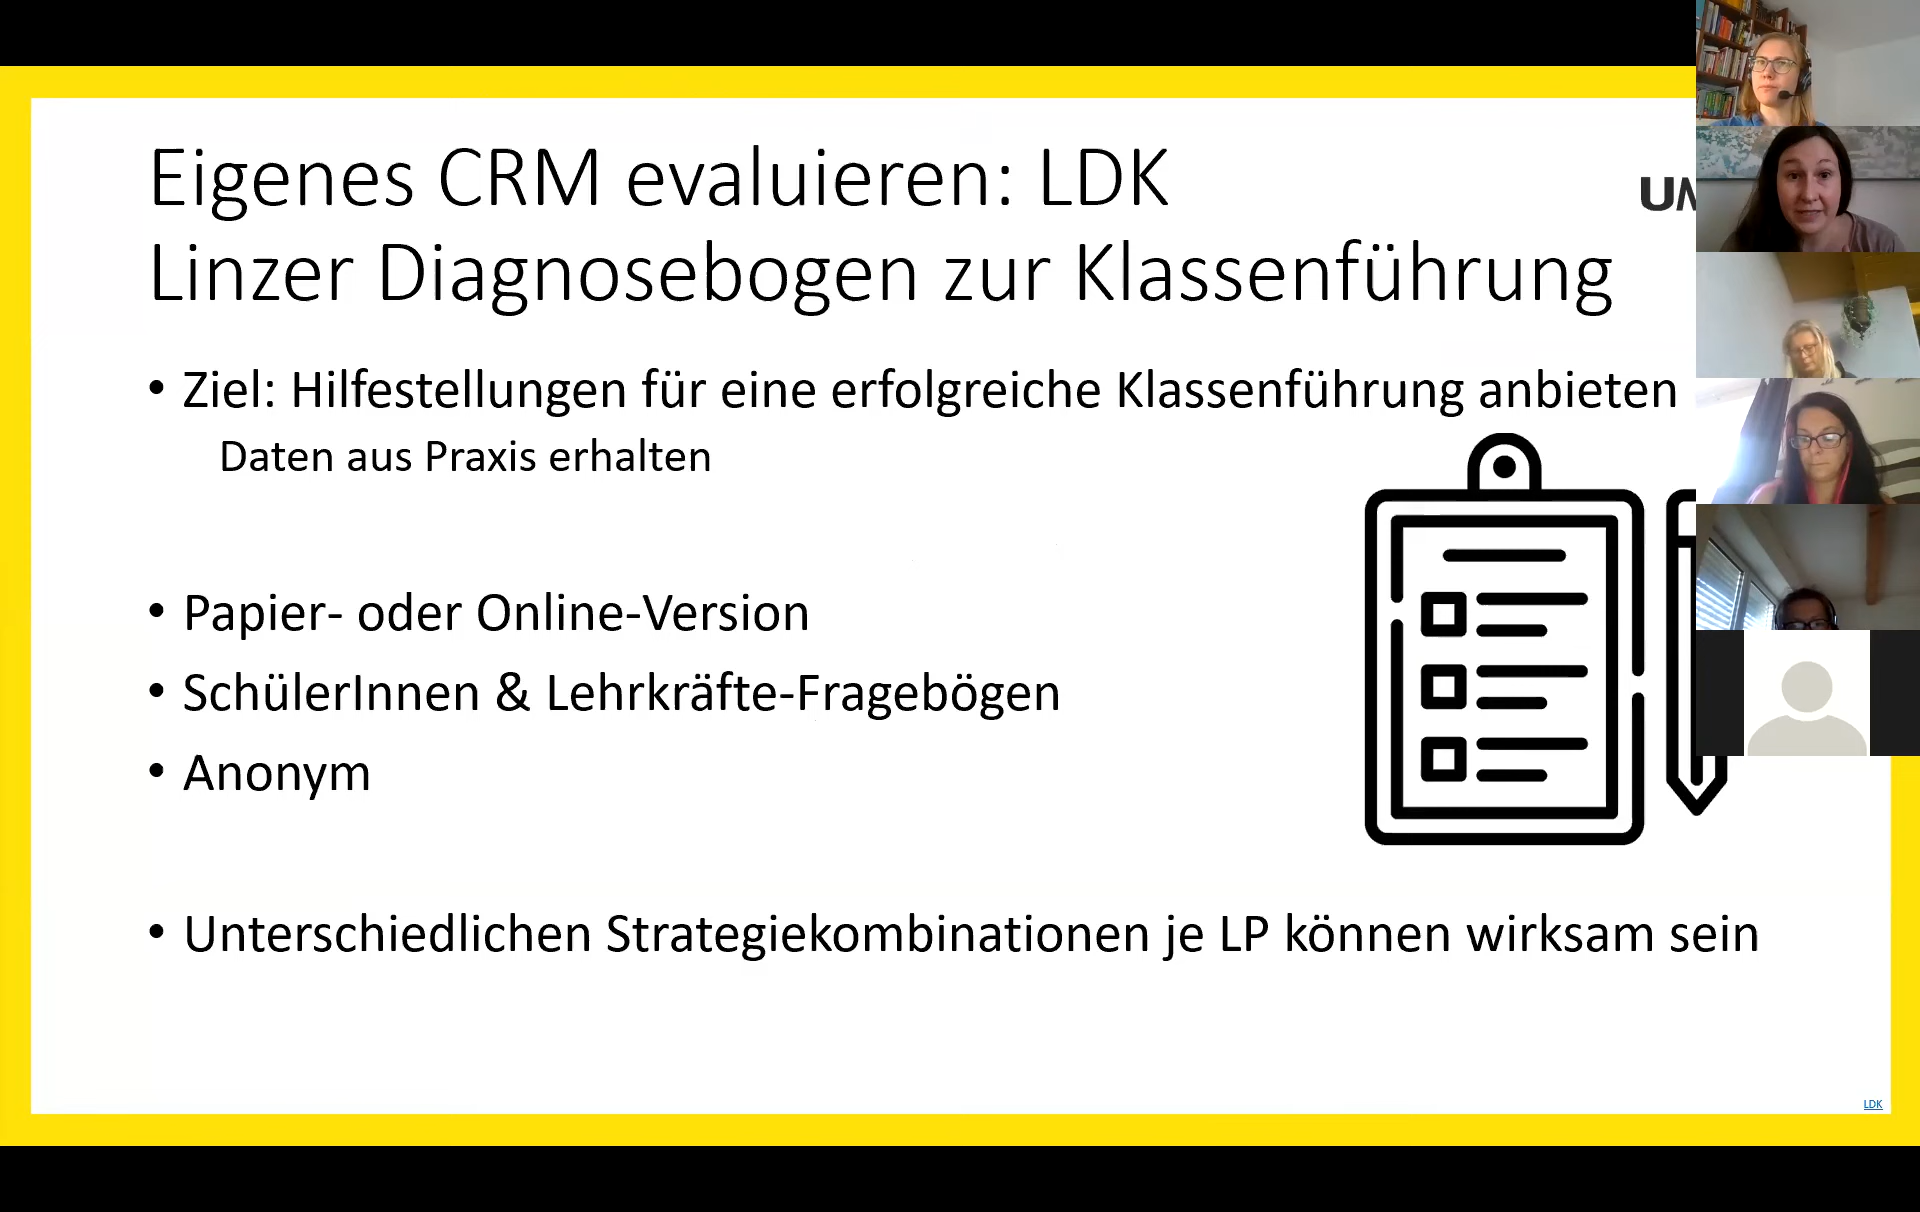 Eigenes CRM evaluieren: LDK
Linzer Diagnosebogen zur Klassenführung
• Ziel: Hilfestellungen für eine erfolgreiche Klassenführung anbieten
Daten aus Praxis erhalten
• Papier- oder Online-Version
• SchülerInnen & Lehrkräfte-Fragebögen
• Anonym
• Unterschiedlichen Strategiekombinationen je LP können wirksam sein
LDK